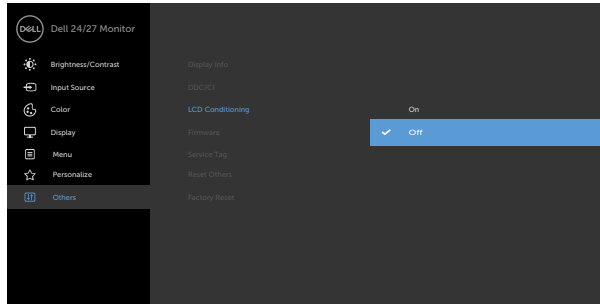 DELL Dell 24/27 Monitor
Brightness/Contrast
Input Source
Color
Display
Menu
Personalize
Others
Display Info
DDC/CI
LCD Conditioning
Firmware
Service Tag
Reset Others
Factory Reset
On
Off